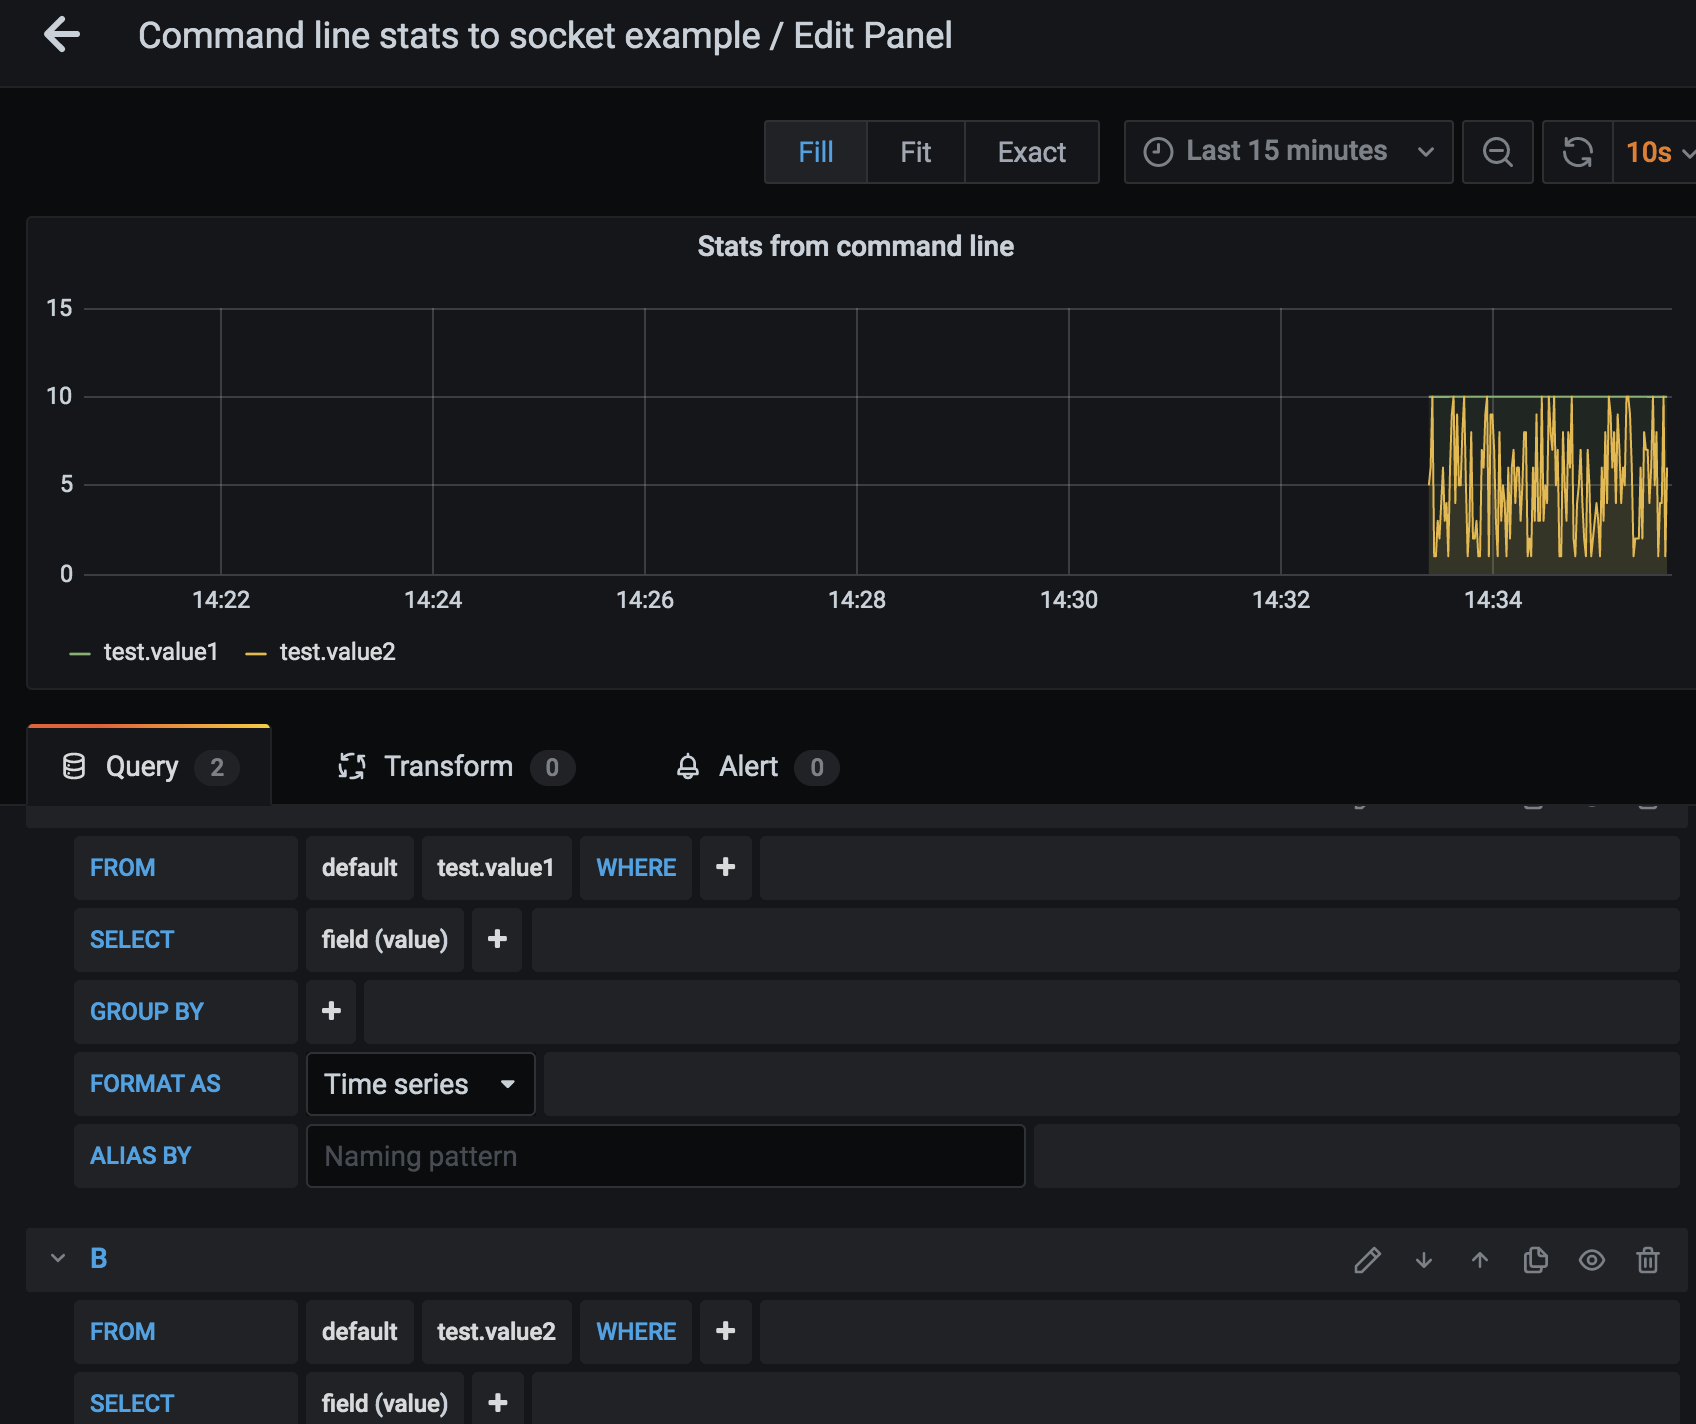 Command line stats to socket example / Edit Panel
Fill Fit Exact Last 15 minutes 10s
Stats from command line
15
10
5
0
14:22 14:24 14:26 14:28 14:30 14:32 14:34
test.value1 test.value2
Query 2 Transform 0 Alert 0
FROM default test.value1 WHERE +
SELECT field (value) +
GROUP BY +
FORMAT AS Time series
ALIAS BY Naming pattern
B
FROM default test.value2 WHERE +
SELECT field (value) +